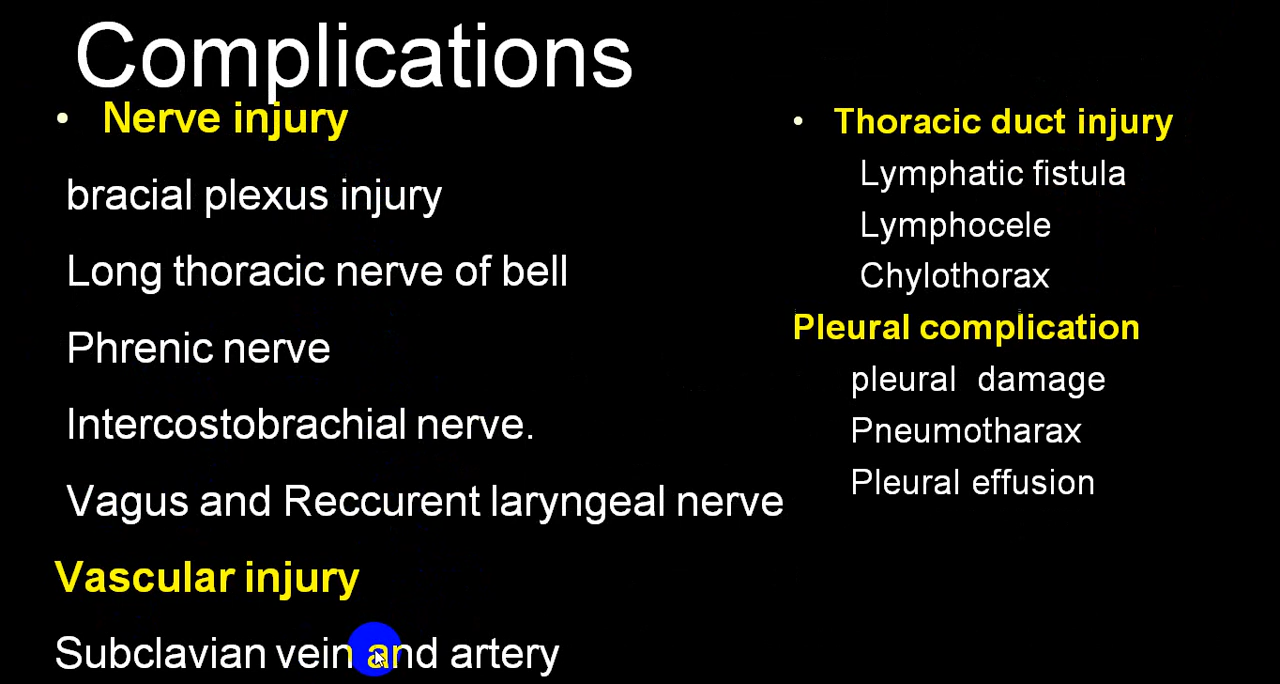 Complications
• Nerve injury
bracial plexus injury
Long thoracic nerve of bell
Phrenic nerve
Intercostobrachial nerve.
Vagus and Reccurent laryngeal nerve
Vascular injury
Subclavian vein and artery
• Thoracic duct injury
Lymphatic fistula
Lymphocele
Chylothorax
Pleural complication
pleural damage
Pneumotharax
Pleural effusion